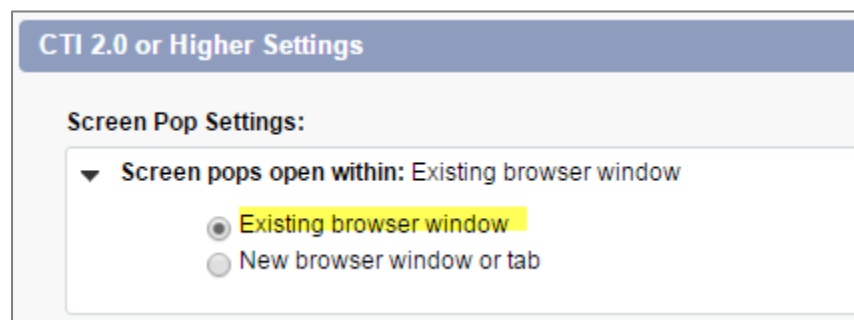 CTI 2.0 or Higher Settings
Screen Pop Settings:
Screen pops open within: Existing browser window
Existing browser window
New browser window or tab